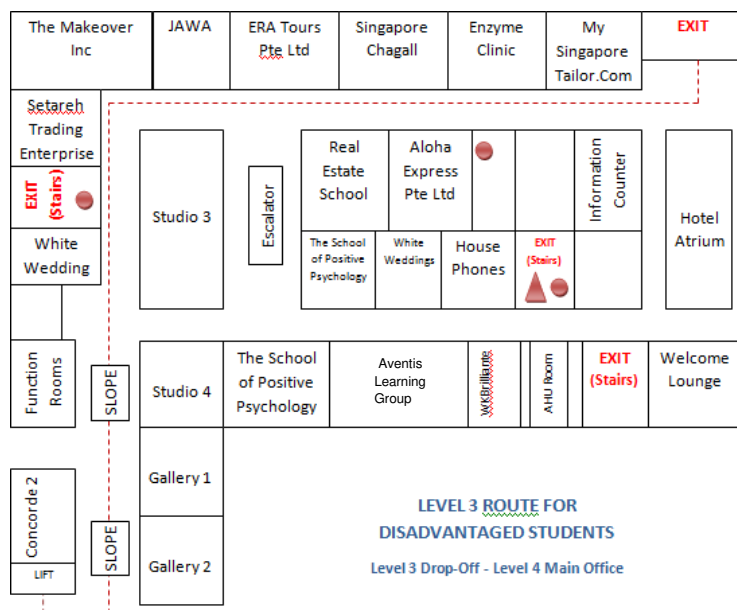 The Makeover
Inc
JAWA
ERA Tours
Pte Ltd
Singapore
Chagall
Enzyme
Clinic
My
Singapore
Tailor.Com
EXIT
Setareh
Trading
Enterprise
EXIT
(Stairs)
White
Wedding
Function
Rooms
Studio 3
Escalator
Real
Estate
School
Aloha
Express
Pte Ltd
Information
Counter
The School
of Positive
Psychology
White
Weddings
House
Phones
EXIT
(Stairs)
Hotel
Atrium
SLOPE
Studio 4
The School
of Positive
Psychology
Aventis
Learning
Group
WKBrilliante
AHU Room
EXIT
(Stairs)
Welcome
Lounge
Gallery 1
Concorde 2
LIFT
SLOPE
Gallery 2
LEVEL 3 ROUTE FOR
DISADVANTAGED STUDENTS
Level 3 Drop-Off - Level 4 Main Office